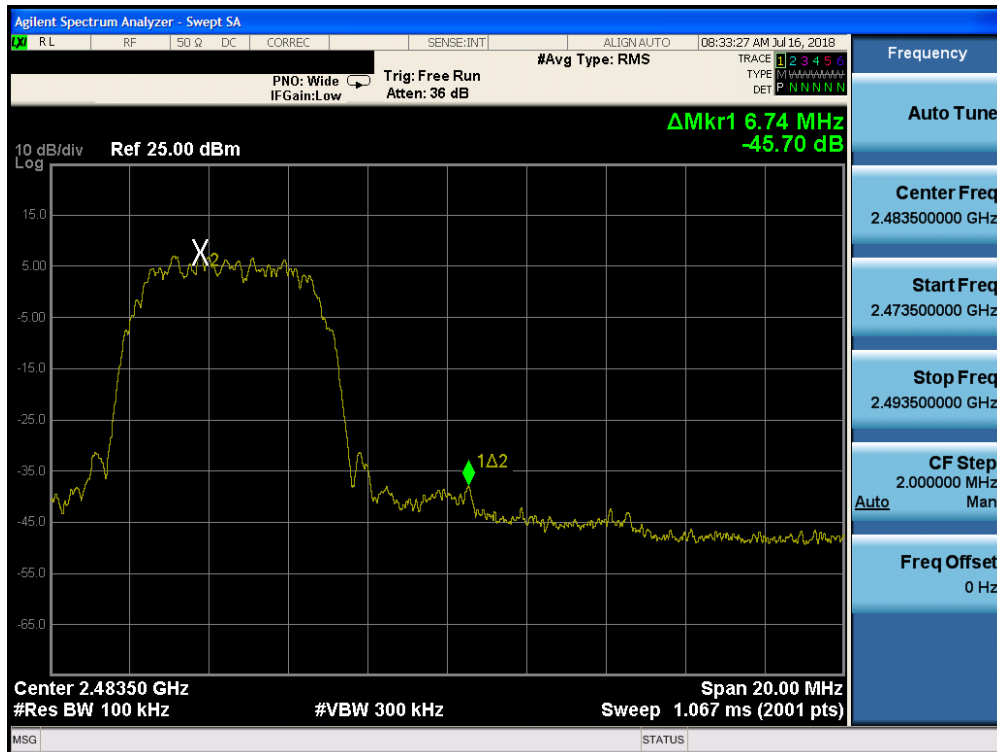 Agilent Spectrum Analyzer - Swept SA
LXI RL RF 50 Ω DC CORREC SENSE:INT ALIGN AUTO 08:33:27 AM Jul 16, 2018
#Avg Type: RMS
TRACE 1 2 3 4 5 6
TYPE M
DET P N N N N N
PNO: Wide
IFGain:Low
Trig: Free Run
Atten: 36 dB
ΔMkr1 6.74 MHz
-45.70 dB
10 dB/div Ref 25.00 dBm
Log
15.0
5.00
-5.00
-15.0
-25.0
-35.0
-45.0
-55.0
-65.0
X2
1Δ2
Center 2.48350 GHz Span 20.00 MHz
#Res BW 100 kHz #VBW 300 kHz Sweep 1.067 ms (2001 pts)
MSG STATUS
Frequency
Auto Tune
Center Freq
2.483500000 GHz
Start Freq
2.473500000 GHz
Stop Freq
2.493500000 GHz
CF Step
2.000000 MHz
Auto Man
Freq Offset
0 Hz